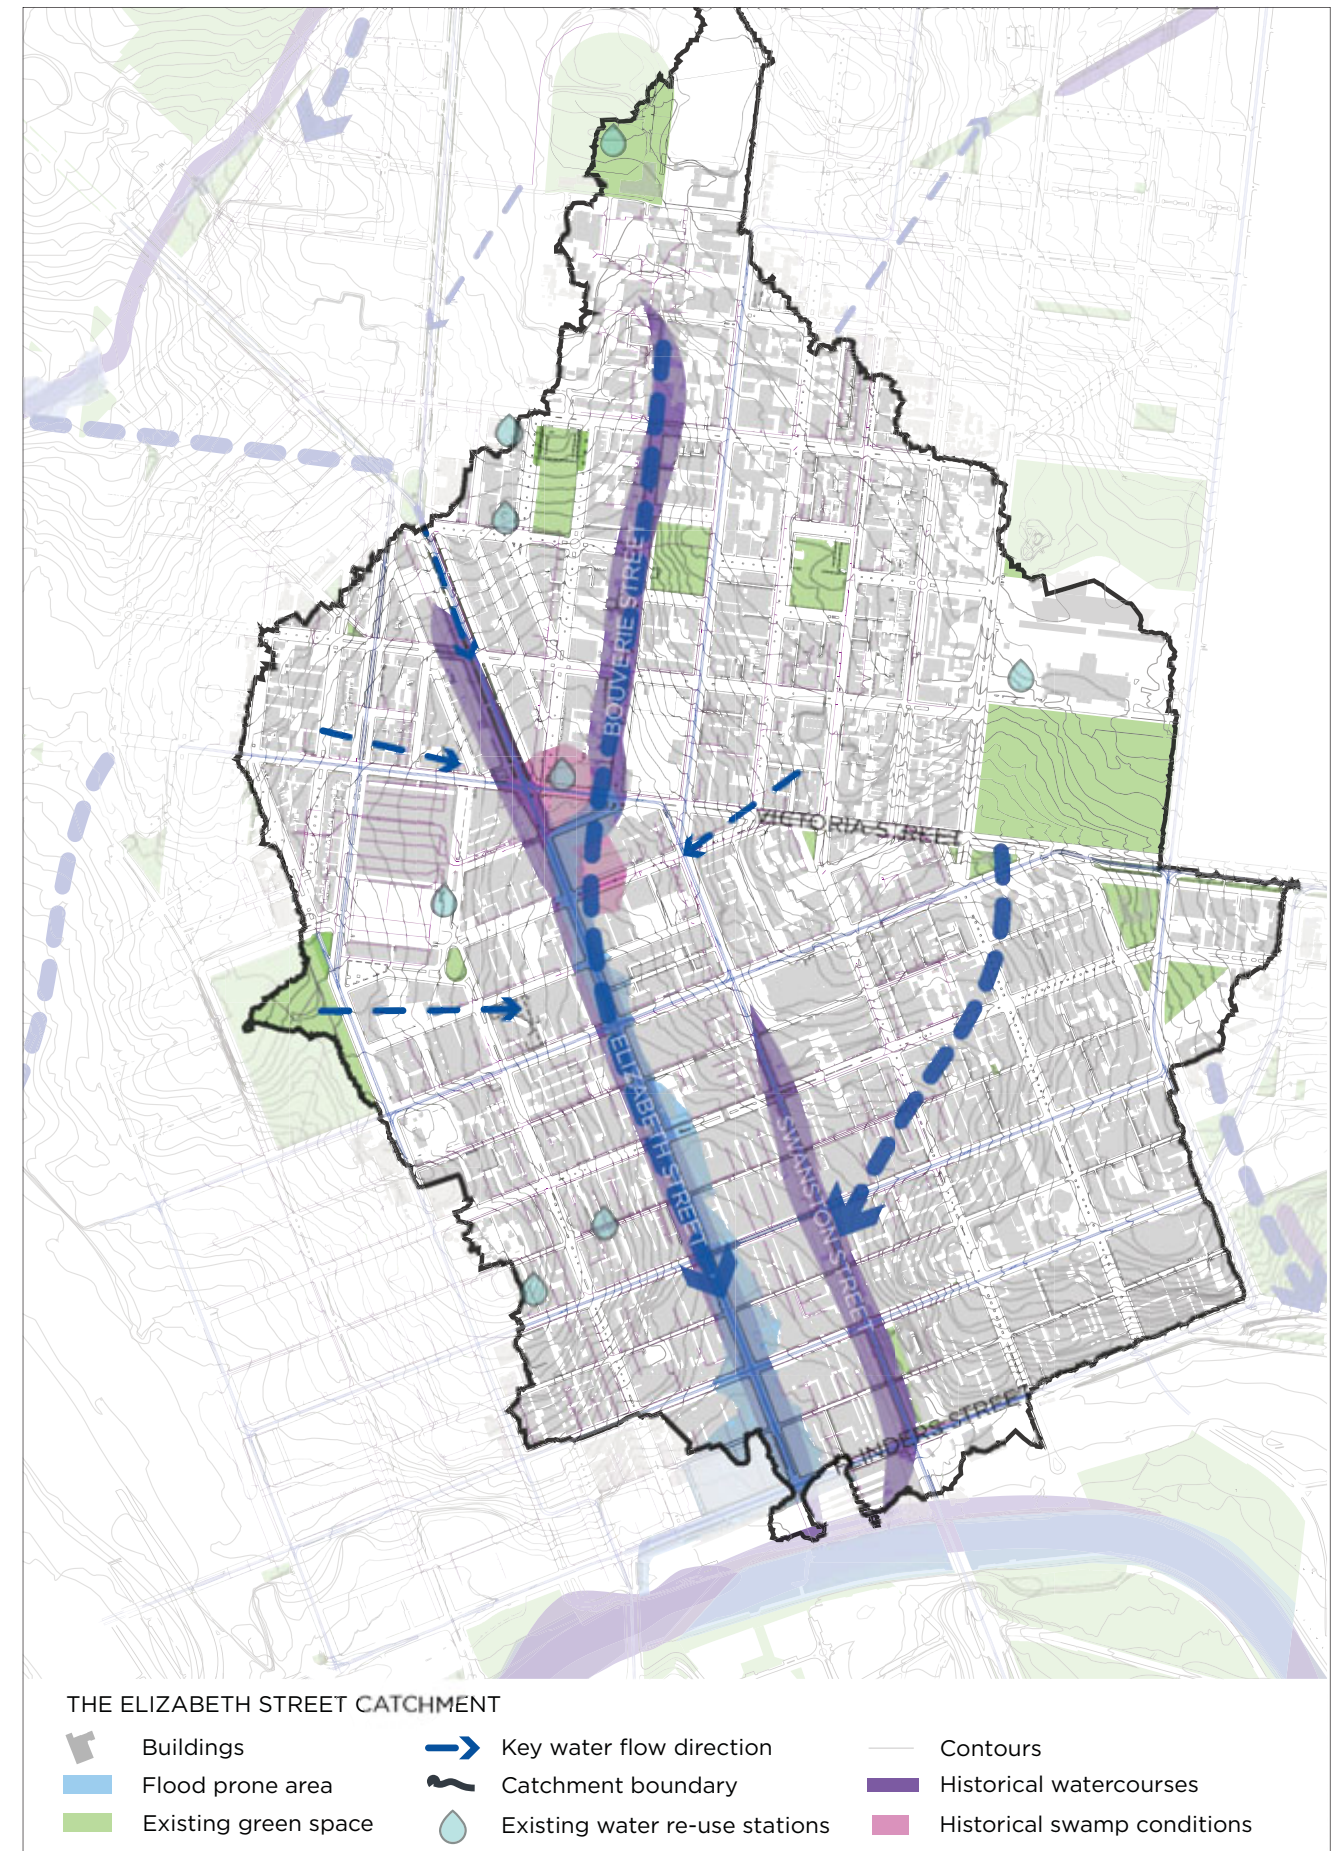 BOUVERIE STREET
VICTORIA STREET
ELIZABETH STREET
SWANSTON STREET
FLINDERS STREET
THE ELIZABETH STREET CATCHMENT
Buildings
Flood prone area
Existing green space
Key water flow direction
Catchment boundary
Existing water re-use stations
Contours
Historical watercourses
Historical swamp conditions